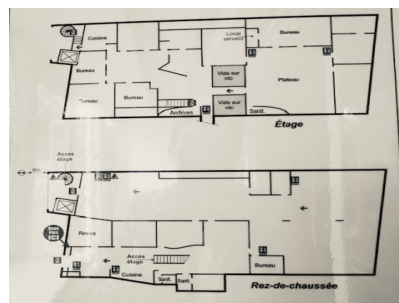 Cuisine
Local
serveur
Bureau
Bureau
Vide sur
rdc
Plateau
Bureau
Bureau
Vide sur
rdc
Archives
Sanit.
Étage
Accès
étage
Accès
étage
Cuisine
Sanit.
Sanit.
Bureau
Rez-de-chaussée